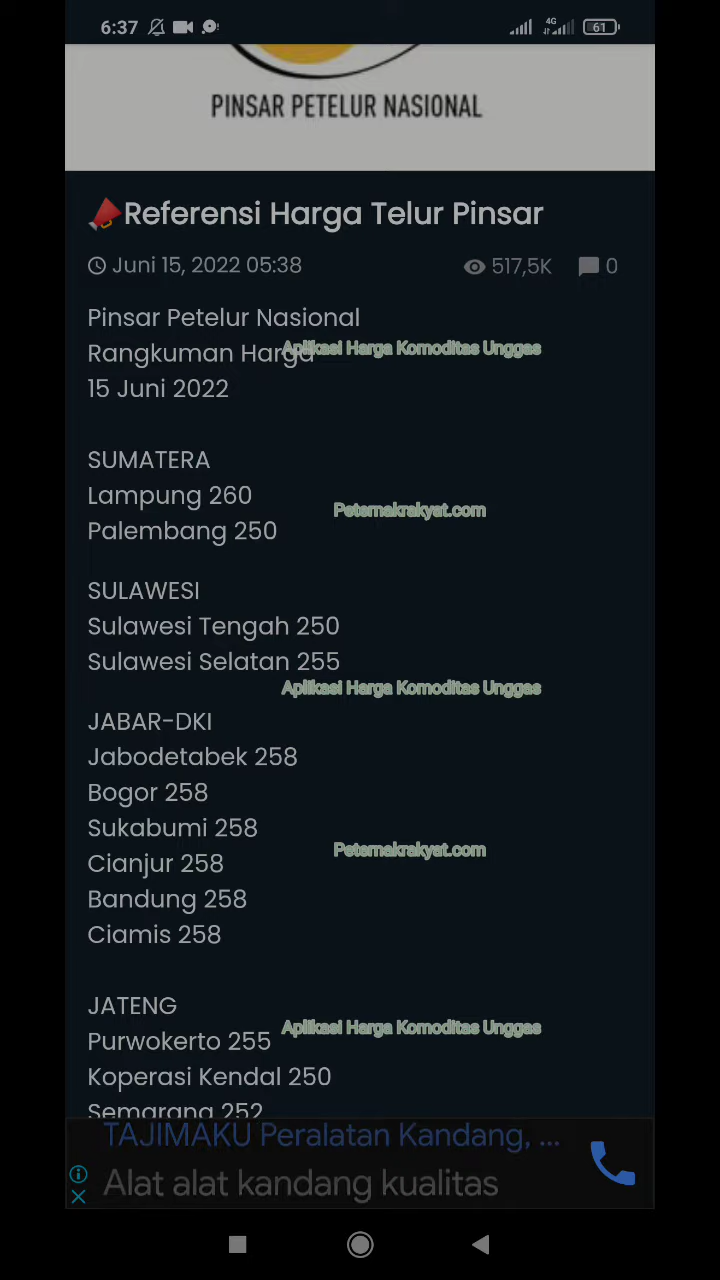 6:37
4G
61
PINSAR PETELUR NASIONAL
📣Referensi Harga Telur Pinsar
Juni 15, 2022 05:38 517,5K 0
Pinsar Petelur Nasional
Rangkuman Harga
Aplikasi Harga Komoditas Unggas
15 Juni 2022
SUMATERA
Lampung 260
Peternakrakyat.com
Palembang 250
SULAWESI
Sulawesi Tengah 250
Sulawesi Selatan 255
Aplikasi Harga Komoditas Unggas
JABAR-DKI
Jabodetabek 258
Bogor 258
Sukabumi 258
Peternakrakyat.com
Cianjur 258
Bandung 258
Ciamis 258
JATENG
Aplikasi Harga Komoditas Unggas
Purwokerto 255
Koperasi Kendal 250
Semarang 252
TAJIMAKU Peralatan Kandang, ...
Alat alat kandang kualitas